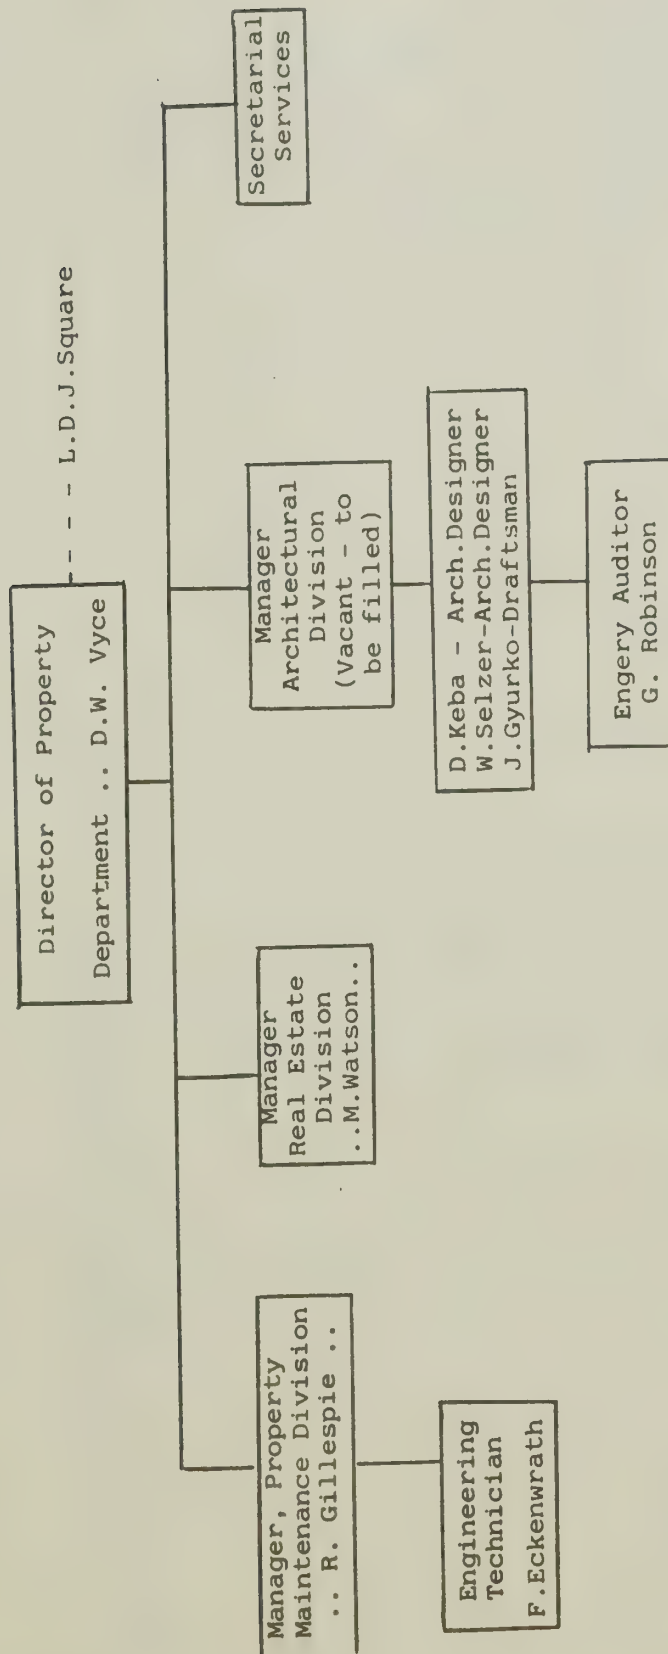 Director of Property
Department .. D.W. Vyce
- - - - L.D.J.Square
Manager, Property
Maintenance Division
.. R. Gillespie ..
Engineering
Technician
F.Eckenwrath
Manager
Real Estate
Division
..M.Watson..
Manager
Architectural
Division
(Vacant - to
be filled)
D.Keba - Arch.Designer
W.Selzer-Arch.Designer
J.Gyurko-Draftsman
Engery Auditor
G. Robinson
Secretarial
Services